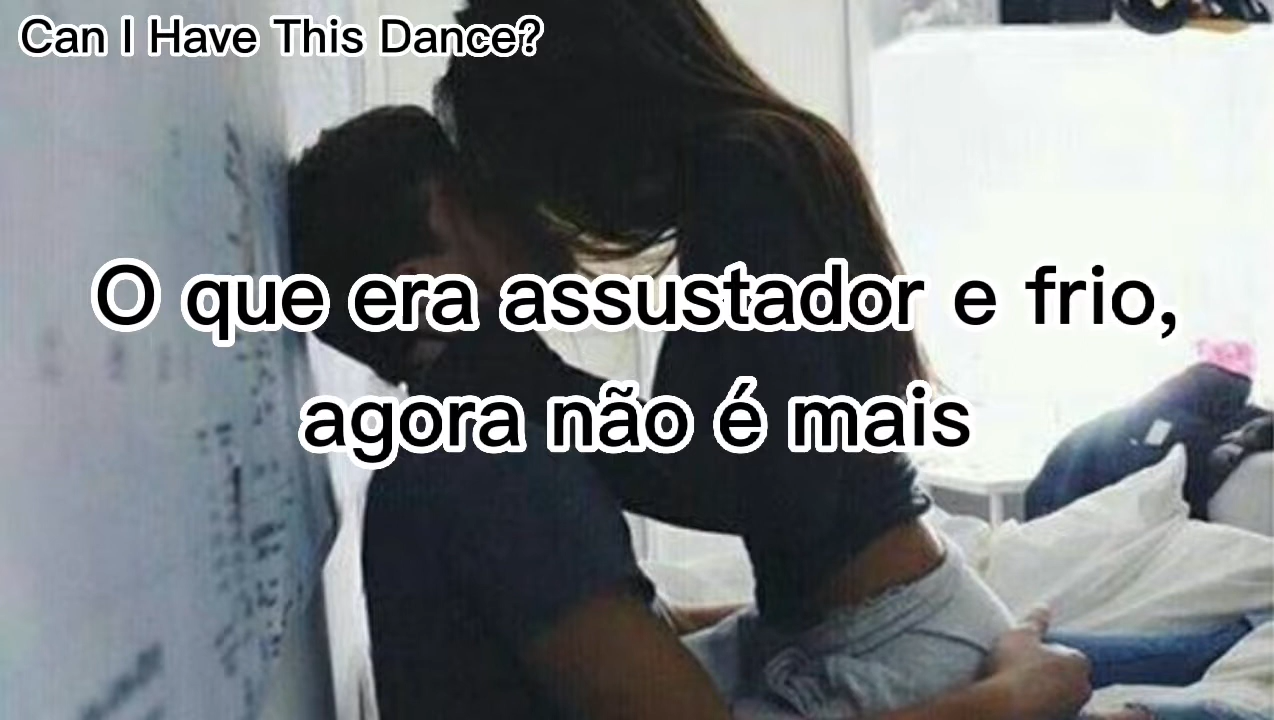 Can I Have This Dance?
O que era assustador e frio,
agora não é mais